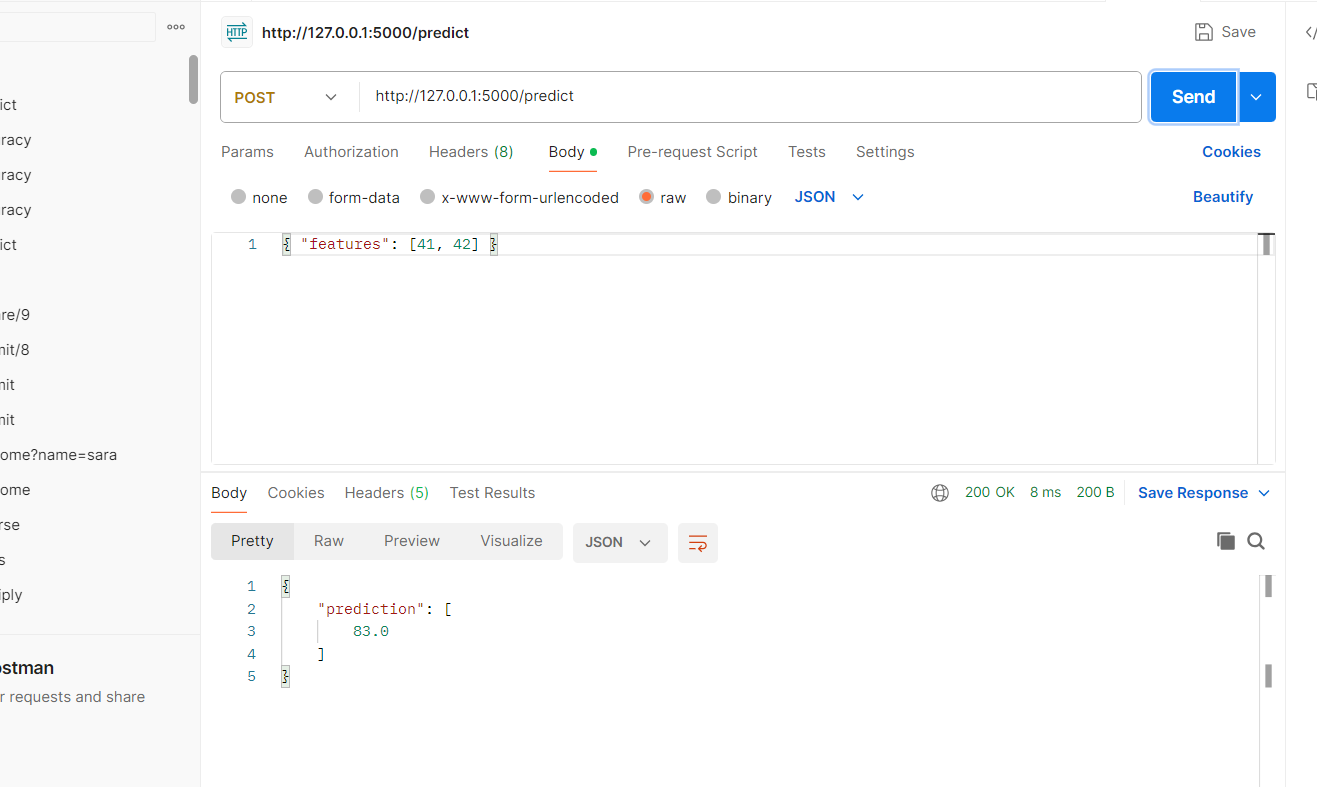 HTTP http://127.0.0.1:5000/predict Save
POST http://127.0.0.1:5000/predict Send
Params Authorization Headers (8) Body Pre-request Script Tests Settings Cookies
none form-data x-www-form-urlencoded raw binary JSON Beautify
1 { "features": [41, 42] }
ict
racy
racy
racy
ict
re/9
nit/8
nit
nit
ome?name=sara
ome
rse
s
iply
ostman
r requests and share
Body Cookies Headers (5) Test Results 200 OK 8 ms 200 B Save Response
Pretty Raw Preview Visualize JSON
1 {
2 "prediction": [
3 83.0
4 ]
5 }